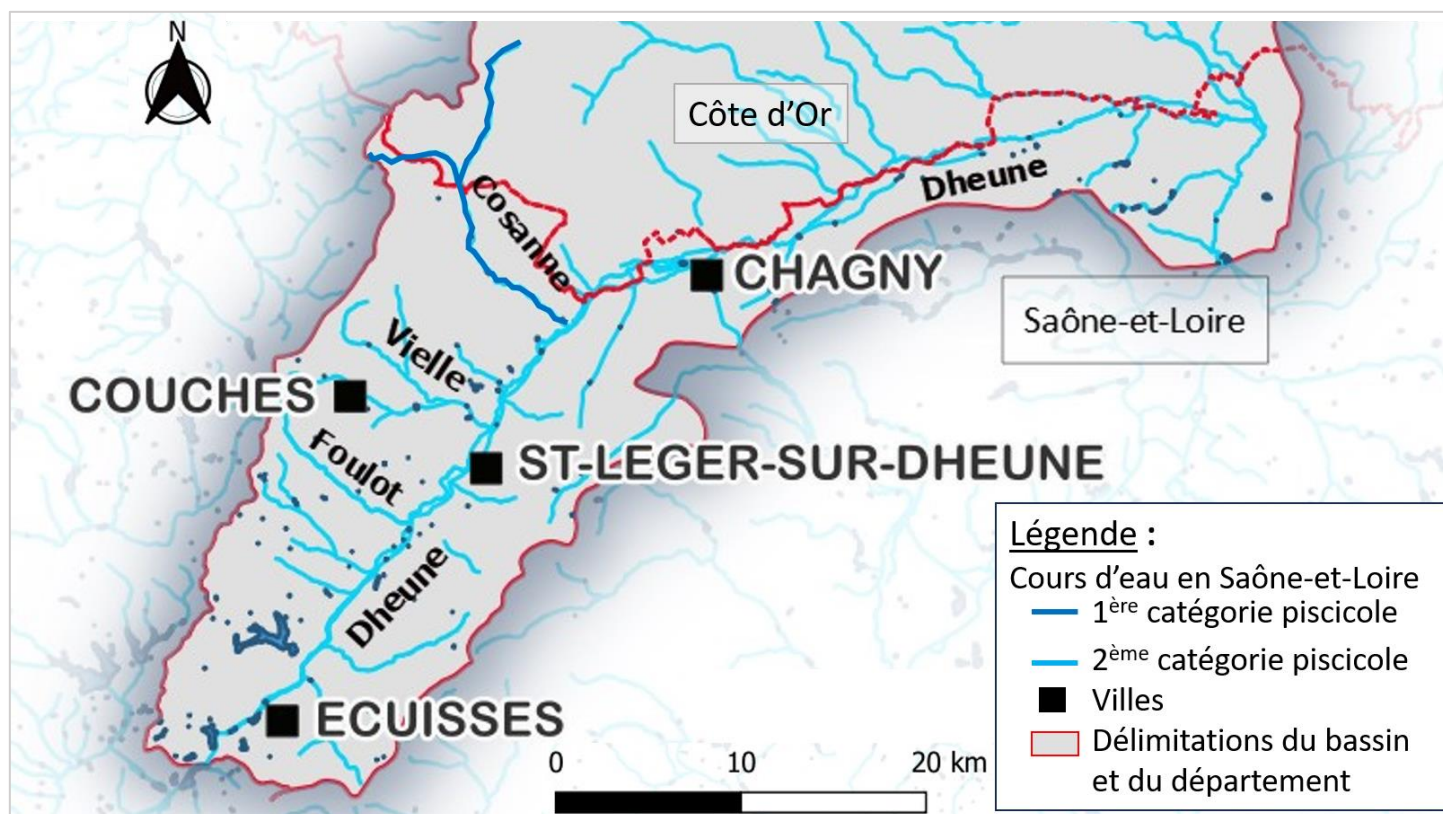 N
Côte d'Or
Dheune
Cosanne
CHAGNY
Saône-et-Loire
Vielle
COUCHES
Foulot
ST-LEGER-SUR-DHEUNE
Dheune
ECUISSES
0 10 20 km
Légende :
Cours d'eau en Saône-et-Loire
1ère catégorie piscicole
2ème catégorie piscicole
Villes
Délimitations du bassin
et du département